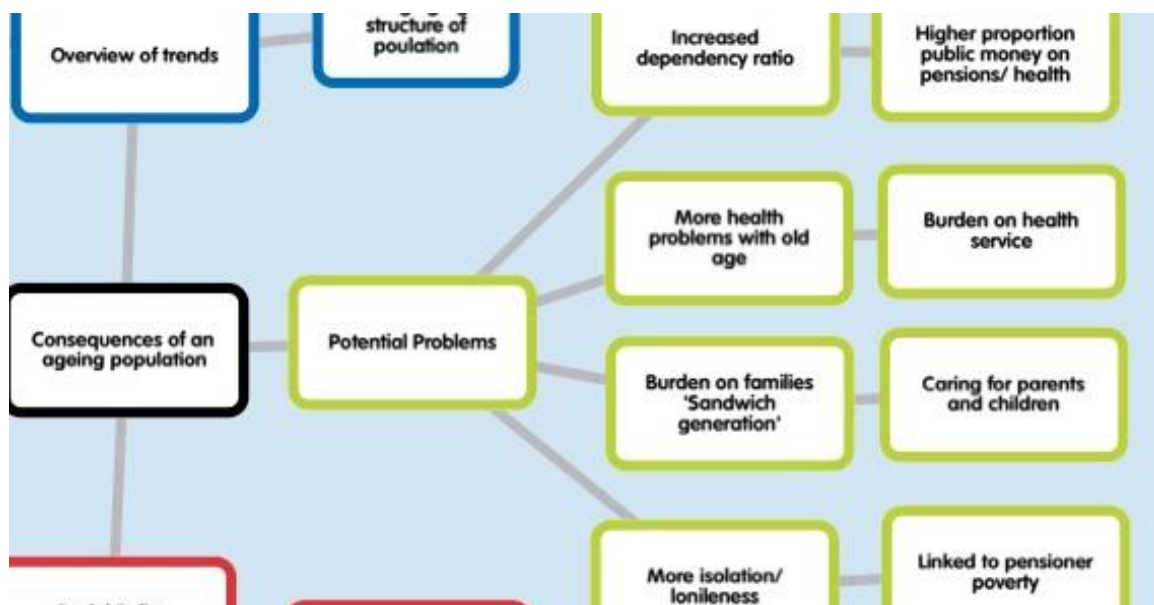 Overview of trends
structure of
poulation
Increased
dependency ratio
Higher proportion
public money on
pensions/ health
More health
problems with old
age
Burden on health
service
Consequences of an
ageing population
Potential Problems
Burden on families
'Sandwich
generation'
Caring for parents
and children
More isolation/
lonileness
Linked to pensioner
poverty